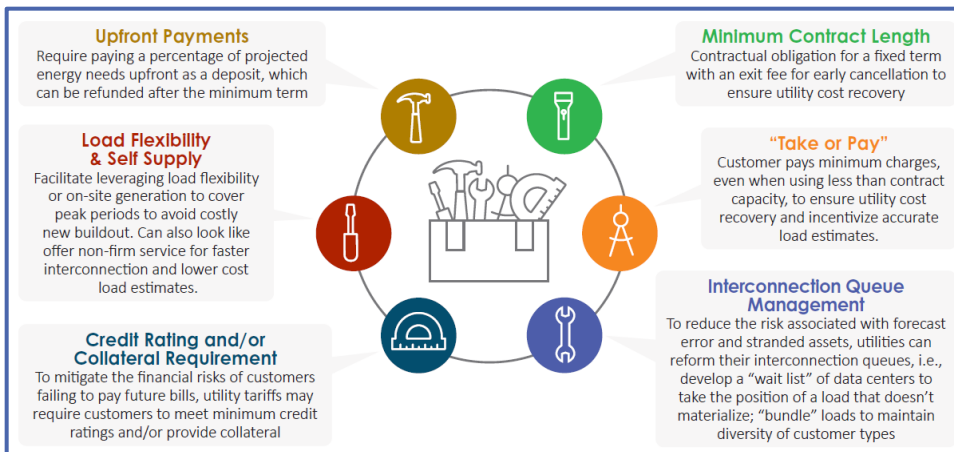 Upfront Payments
Require paying a percentage of projected
energy needs upfront as a deposit, which
can be refunded after the minimum term
Minimum Contract Length
Contractual obligation for a fixed term
with an exit fee for early cancellation to
ensure utility cost recovery
Load Flexibility
& Self Supply
Facilitate leveraging load flexibility
or on-site generation to cover
peak periods to avoid costly
new buildout. Can also look like
offer non-firm service for faster
interconnection and lower cost
load estimates.
“Take or Pay”
Customer pays minimum charges,
even when using less than contract
capacity, to ensure utility cost
recovery and incentivize accurate
load estimates.
Credit Rating and/or
Collateral Requirement
To mitigate the financial risks of customers
failing to pay future bills, utility tariffs may
require customers to meet minimum credit
ratings and/or provide collateral
Interconnection Queue
Management
To reduce the risk associated with forecast
error and stranded assets, utilities can
reform their interconnection queues, i.e.,
develop a “wait list” of data centers to
take the position of a load that doesn’t
materialize; “bundle” loads to maintain
diversity of customer types